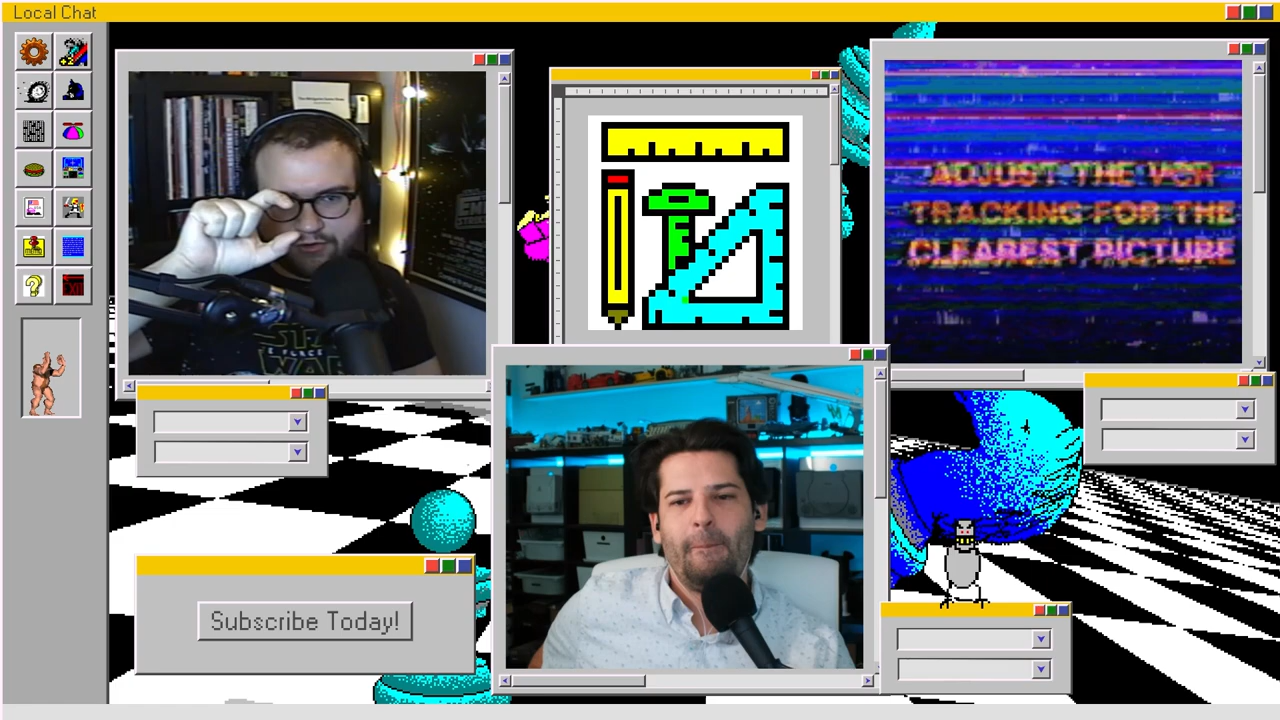 Local Chat
ADJUST THE VCR
TRACKING FOR THE
CLEAREST PICTURE
Subscribe Today!